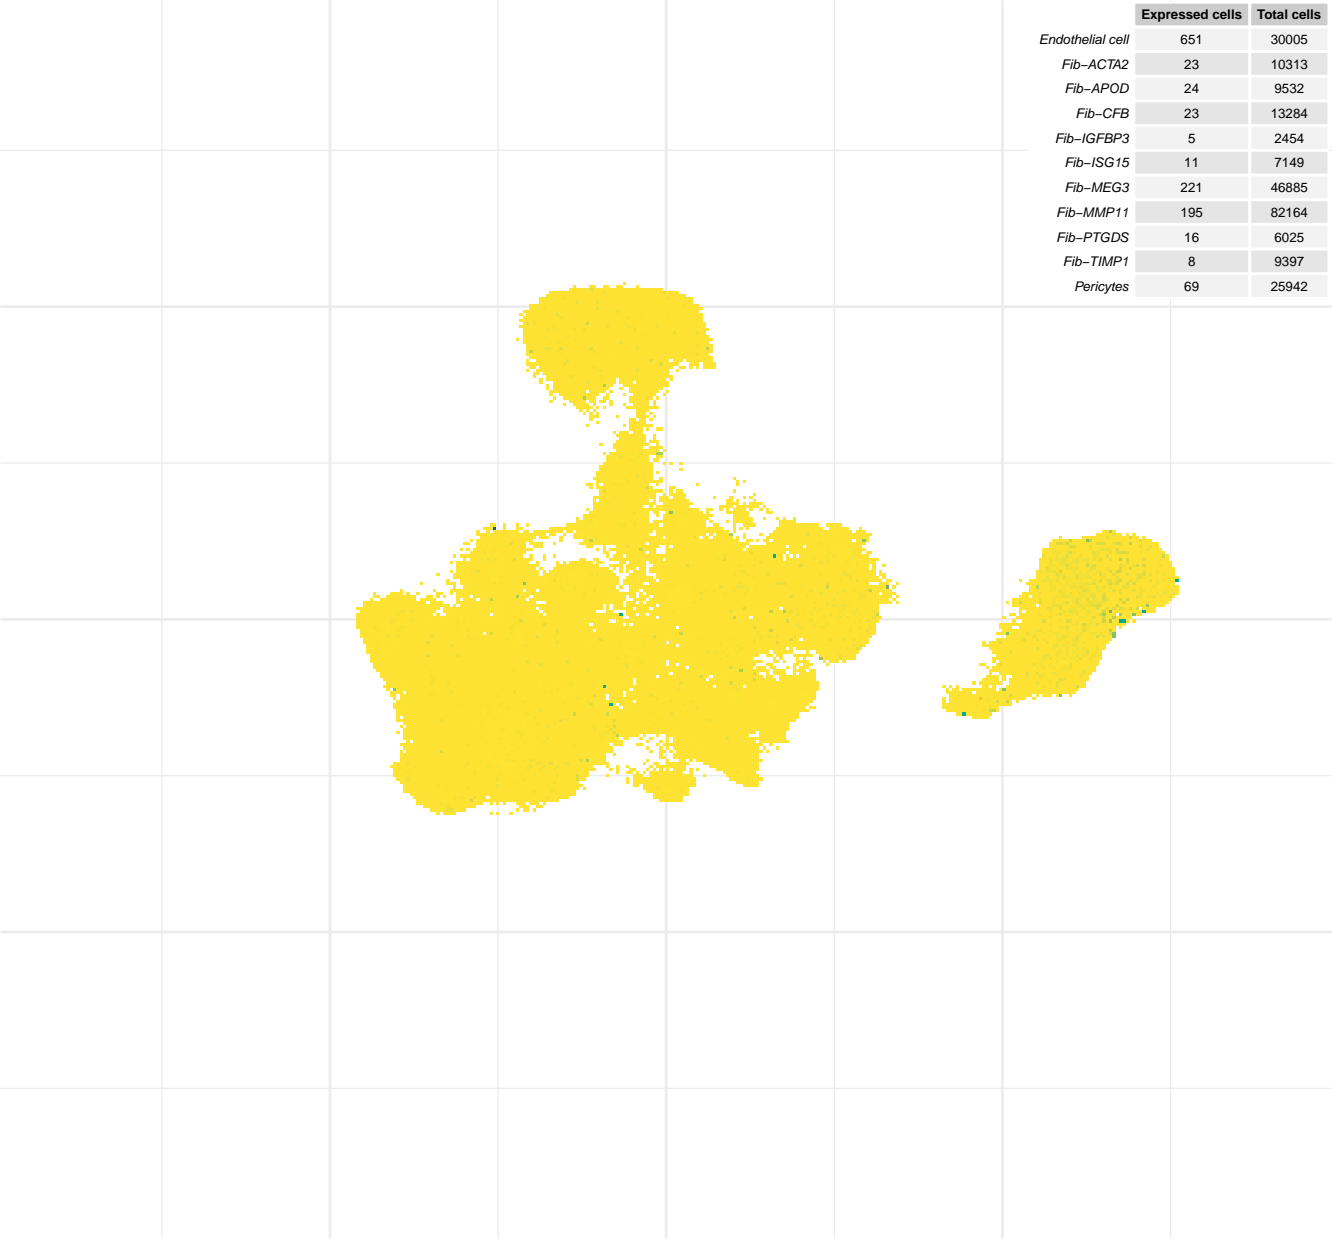 Expressed cells Total cells
Endothelial cell 651 30005
Fib−ACTA2 23 10313
Fib−APOD 24 9532
Fib−CFB 23 13284
Fib−IGFBP3 5 2454
Fib−ISG15 11 7149
Fib−MEG3 221 46885
Fib−MMP11 195 82164
Fib−PTGDS 16 6025
Fib−TIMP1 8 9397
Pericytes 69 25942